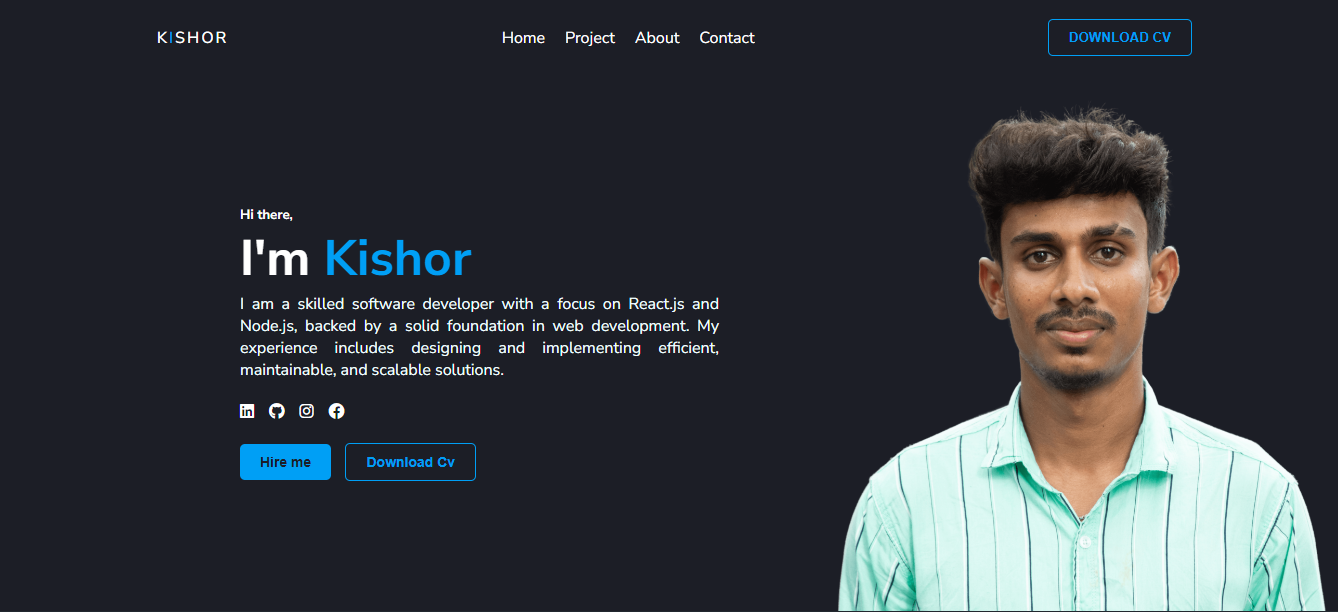 KISHOR
Home Project About Contact
DOWNLOAD CV
Hi there,
I'm Kishor
I am a skilled software developer with a focus on React.js and
Node.js, backed by a solid foundation in web development. My
experience includes designing and implementing efficient,
maintainable, and scalable solutions.
Hire me
Download Cv